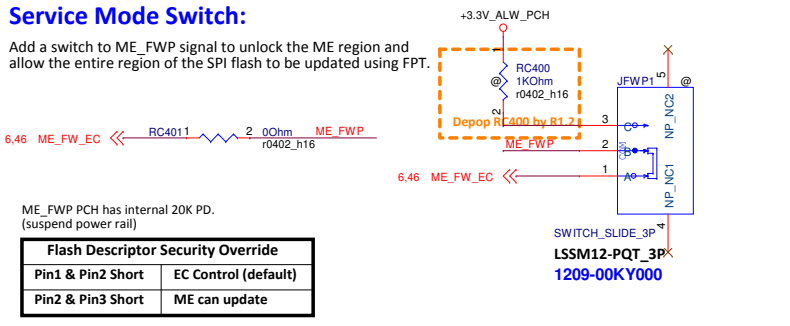 Service Mode Switch:
Add a switch to ME_FWP signal to unlock the ME region and
allow the entire region of the SPI flash to be updated using FPT.
+3.3V_ALW_PCH
1
RC400
1KOhm
r0402_h16
@
2
Depop RC400 by R1.2
JFWP1
@
5
NP_NC2
3
C
ME_FWP
2
B
COM
6,46 ME_FW_EC
1
A
NP_NC1
4
SWITCH_SLIDE_3P
LSSM12-PQT_3P
1209-00KY000
6,46 ME_FW_EC
RC401 1
2 0Ohm
r0402_h16
ME_FWP
ME_FWP PCH has internal 20K PD.
(suspend power rail)
Flash Descriptor Security Override
Pin1 & Pin2 Short EC Control (default)
Pin2 & Pin3 Short ME can update